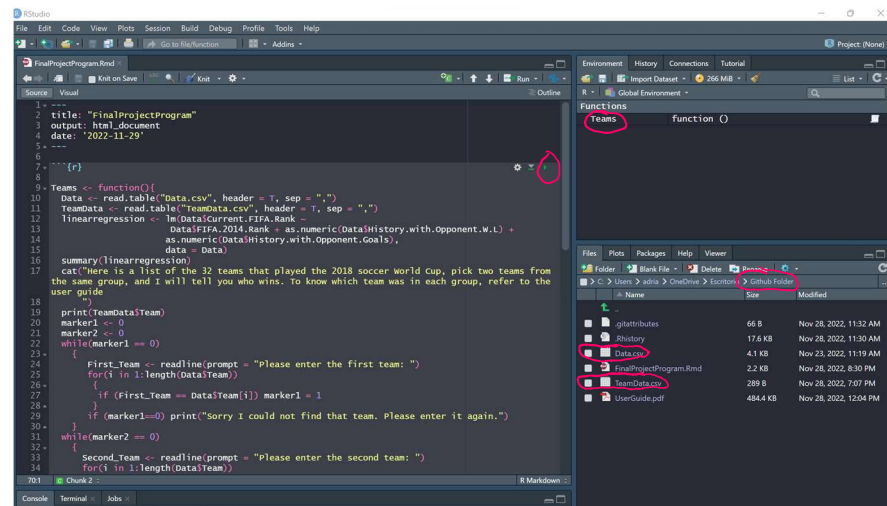 RStudio
File Edit Code View Plots Session Build Debug Profile Tools Help
Go to file/function Addins
Project: (None)
FinalProjectProgram.Rmd
Knit on Save Knit Run
Source Visual Outline
1 ---
2 title: "FinalProjectProgram"
3 output: html_document
4 date: '2022-11-29'
5 ---
6
7 ```{r}
8
9 Teams <- function(){
10 Data <- read.table("Data.csv", header = T, sep = ",")
11 TeamData <- read.table("TeamData.csv", header = T, sep = ",")
12 linearregression <- lm(Data$Current.FIFA.Rank ~
13 Data$FIFA.2014.Rank + as.numeric(Data$History.with.Opponent.W.L) +
14 as.numeric(Data$History.with.Opponent.Goals),
15 data = Data)
16 summary(linearregression)
17 cat("Here is a list of the 32 teams that played the 2018 soccer World Cup, pick two teams from
the same group, and I will tell you who wins. To know which team was in each group, refer to the
user guide
18 ")
19 print(TeamData$Team)
20 marker1 <- 0
21 marker2 <- 0
22 while(marker1 == 0)
23 {
24 First_Team <- readline(prompt = "Please enter the first team: ")
25 for(i in 1:length(Data$Team))
26 {
27 if (First_Team == Data$Team[i]) marker1 = 1
28 }
29 if (marker1==0) print("Sorry I could not find that team. Please enter it again.")
30 }
31 while(marker2 == 0)
32 {
33 Second_Team <- readline(prompt = "Please enter the second team: ")
34 for(i in 1:length(Data$Team))
70:1 Chunk 2 R Markdown
Console Terminal Jobs
Environment History Connections Tutorial
Import Dataset 266 MiB List
R Global Environment
Functions
Teams function ()
Files Plots Packages Help Viewer
Folder Blank File Delete Rename
C: Users adria OneDrive Escritorio Github Folder
Name Size Modified
..
.gitattributes 66 B Nov 28, 2022, 11:32 AM
.Rhistory 17.6 KB Nov 28, 2022, 11:30 AM
Data.csv 4.1 KB Nov 23, 2022, 11:19 AM
FinalProjectProgram.Rmd 2.2 KB Nov 28, 2022, 8:30 PM
TeamData.csv 289 B Nov 28, 2022, 7:07 PM
UserGuide.pdf 484.4 KB Nov 28, 2022, 12:04 PM